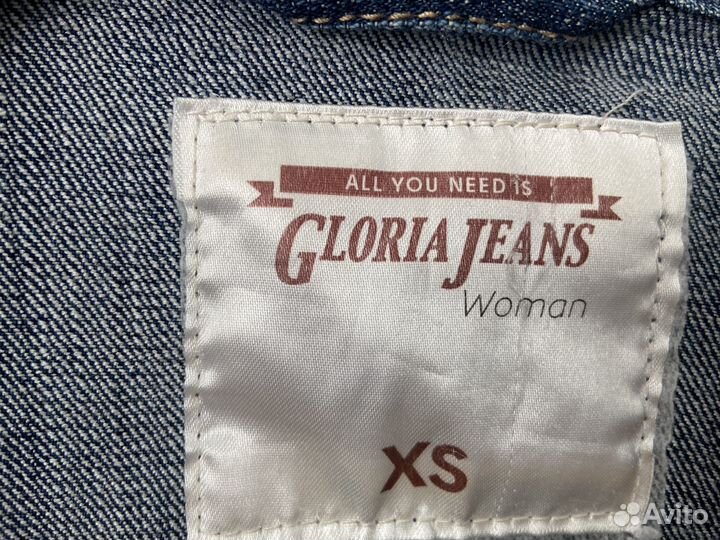 ALL YOU NEED IS
GLORIA JEANS
Woman
XS
Avito